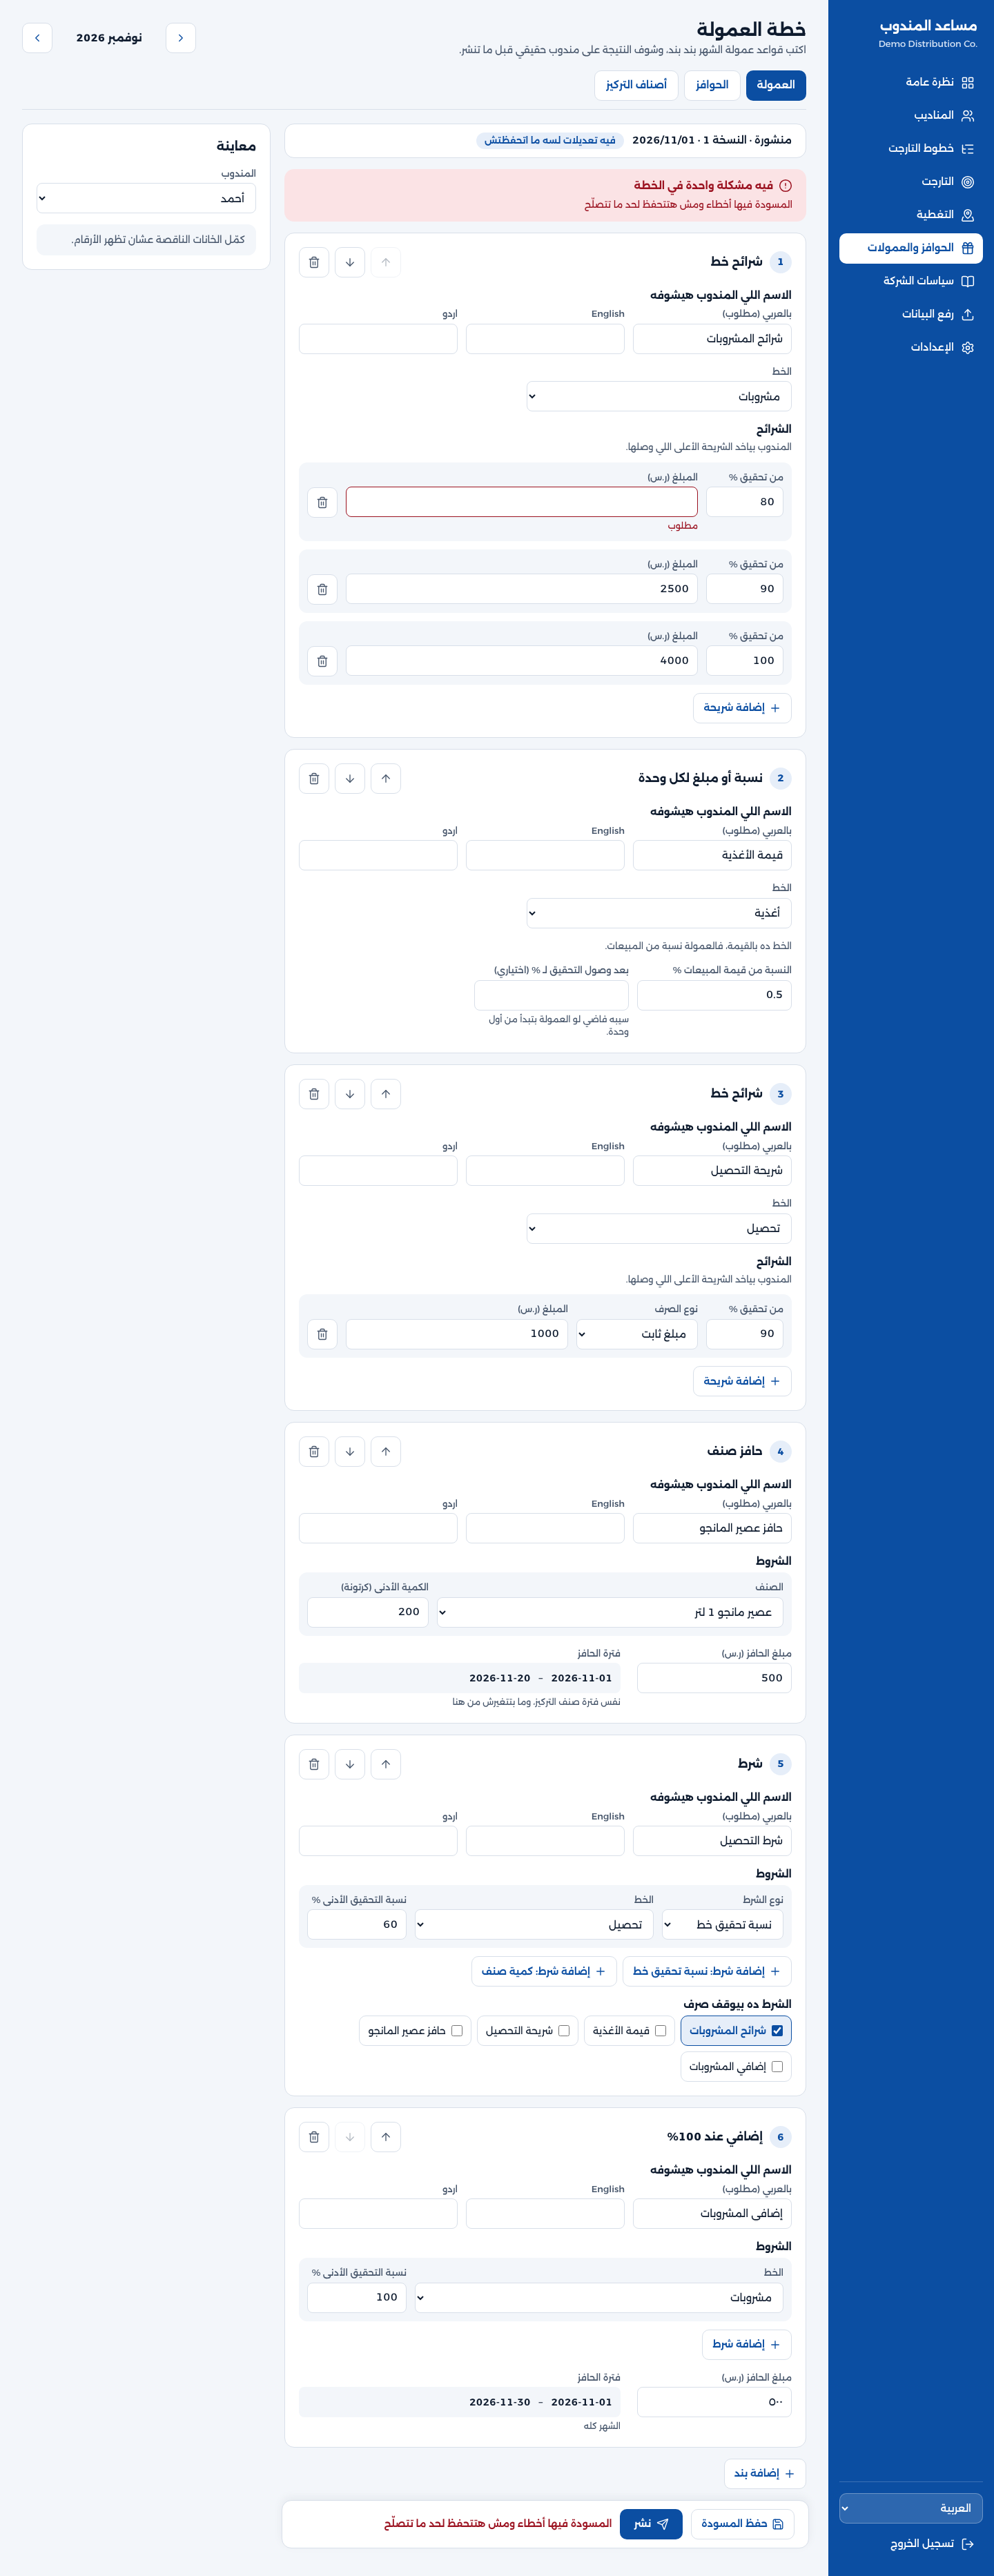 مساعد المندوب
Demo Distribution Co.
نظرة عامة
المناديب
خطوط التارجت
التارجت
التغطية
الحوافز والعمولات
سياسات الشركة
رفع البيانات
الإعدادات
العربية
تسجيل الخروج
خطة العمولة
اكتب قواعد عمولة الشهر بند بند، وشوف النتيجة على مندوب حقيقي قبل ما تنشر.
نوفمبر 2026
العمولة
الحوافز
أصناف التركيز
منشورة · النسخة 1 · 2026/11/01
فيه تعديلات لسه ما اتحفظتش
فيه مشكلة واحدة في الخطة
المسودة فيها أخطاء ومش هتتحفظ لحد ما تتصلّح
1
شرائح خط
الاسم اللي المندوب هيشوفه
بالعربي (مطلوب)
English
اردو
شرائح المشروبات
الخط
مشروبات
الشرائح
المندوب بياخد الشريحة الأعلى اللي وصلها.
من تحقيق %
المبلغ (ر.س)
80
مطلوب
من تحقيق %
المبلغ (ر.س)
90
2500
من تحقيق %
المبلغ (ر.س)
100
4000
إضافة شريحة
2
نسبة أو مبلغ لكل وحدة
الاسم اللي المندوب هيشوفه
بالعربي (مطلوب)
English
اردو
قيمة الأغذية
الخط
أغذية
الخط ده بالقيمة، فالعمولة نسبة من المبيعات.
النسبة من قيمة المبيعات %
بعد وصول التحقيق لـ % (اختياري)
0.5
سيبه فاضي لو العمولة بتبدأ من أول
وحدة.
3
شرائح خط
الاسم اللي المندوب هيشوفه
بالعربي (مطلوب)
English
اردو
شريحة التحصيل
الخط
تحصيل
الشرائح
المندوب بياخد الشريحة الأعلى اللي وصلها.
من تحقيق %
نوع الصرف
المبلغ (ر.س)
90
مبلغ ثابت
1000
إضافة شريحة
4
حافز صنف
الاسم اللي المندوب هيشوفه
بالعربي (مطلوب)
English
اردو
حافز عصير المانجو
الشروط
الصنف
الكمية الأدنى (كرتونة)
عصير مانجو 1 لتر
200
مبلغ الحافز (ر.س)
فترة الحافز
500
2026-11-01 – 2026-11-20
نفس فترة صنف التركيز، وما بتتغيرش من هنا
5
شرط
الاسم اللي المندوب هيشوفه
بالعربي (مطلوب)
English
اردو
شرط التحصيل
الشروط
نوع الشرط
الخط
نسبة التحقيق الأدنى %
نسبة تحقيق خط
تحصيل
60
إضافة شرط: نسبة تحقيق خط
إضافة شرط: كمية صنف
الشرط ده بيوقف صرف
شرائح المشروبات
قيمة الأغذية
شريحة التحصيل
حافز عصير المانجو
إضافي المشروبات
6
إضافي عند 100%
الاسم اللي المندوب هيشوفه
بالعربي (مطلوب)
English
اردو
إضافي المشروبات
الشروط
الخط
نسبة التحقيق الأدنى %
مشروبات
100
إضافة شرط
مبلغ الحافز (ر.س)
فترة الحافز
٥٠٠
2026-11-01 – 2026-11-30
الشهر كله
إضافة بند
حفظ المسودة
نشر
المسودة فيها أخطاء ومش هتتحفظ لحد ما تتصلّح
معاينة
المندوب
أحمد
كمّل الخانات الناقصة عشان تظهر الأرقام.